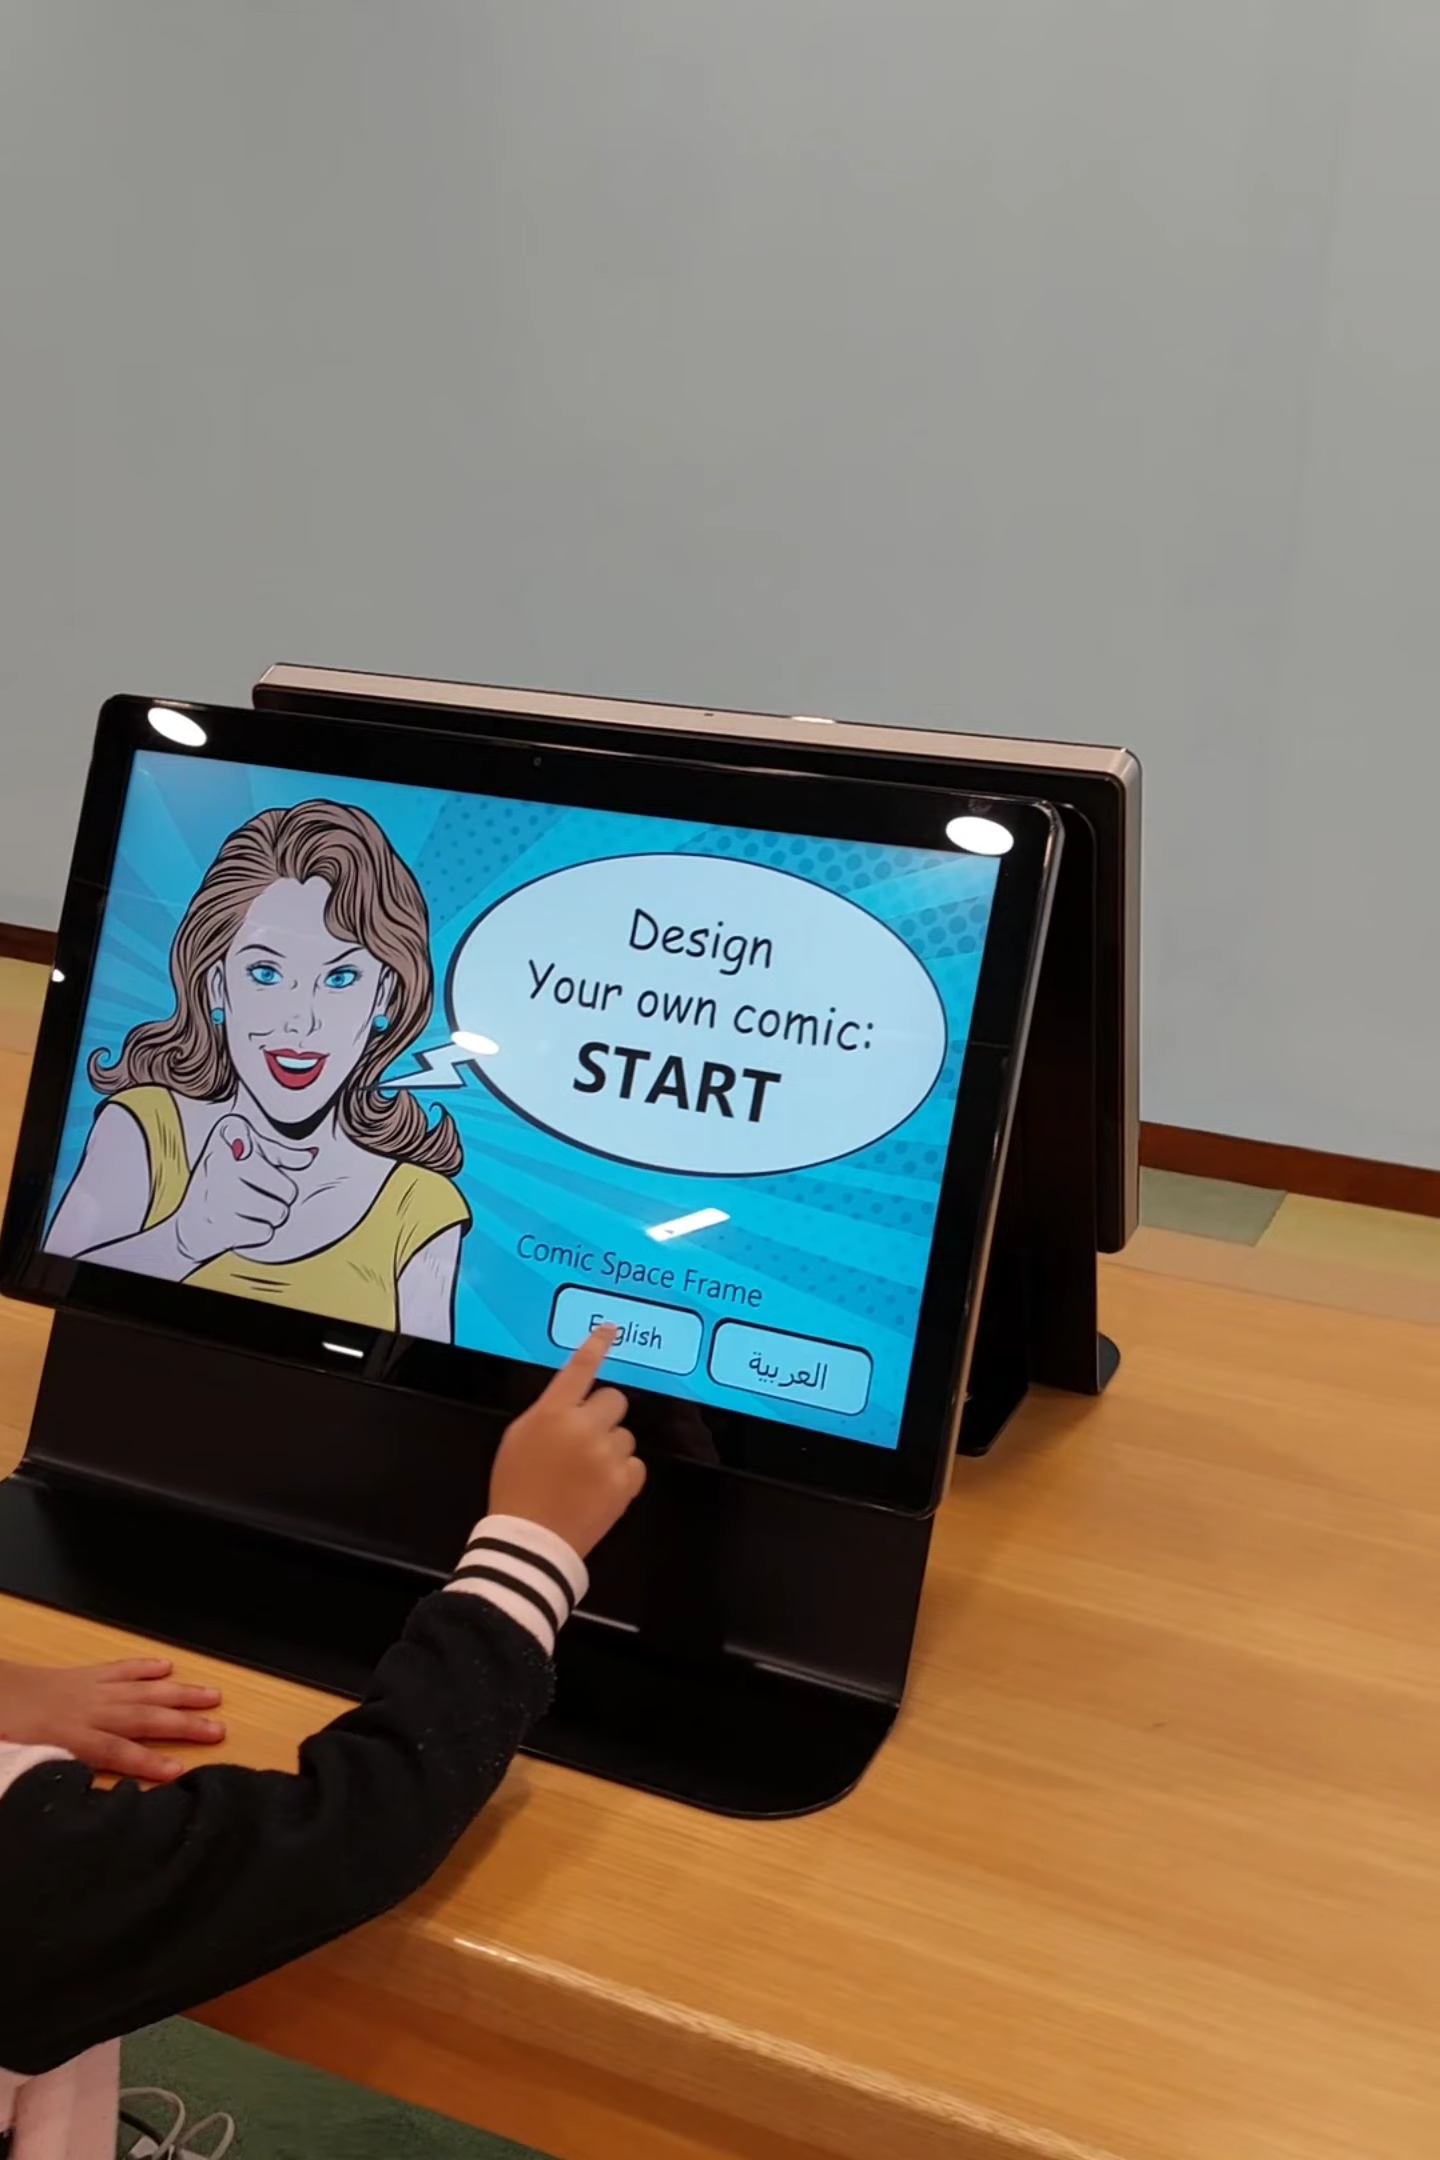 Design
Your own comic:
START
Comic Space Frame
English
العربية